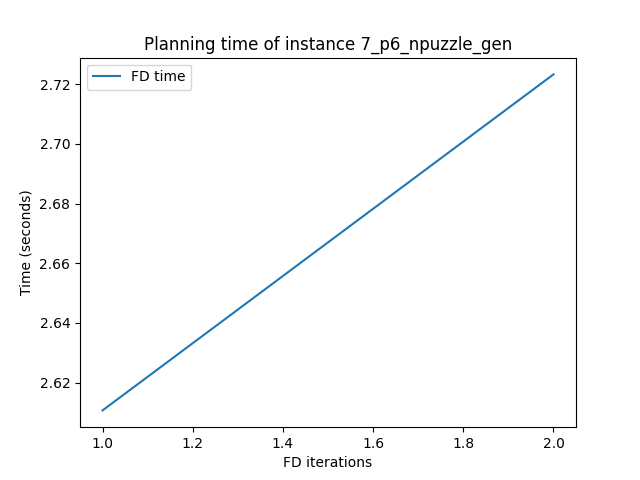 Planning time of instance 7_p6_npuzzle_gen
FD time
2.72
2.70
2.68
2.66
2.64
2.62
Time (seconds)
1.0 1.2 1.4 1.6 1.8 2.0
FD iterations